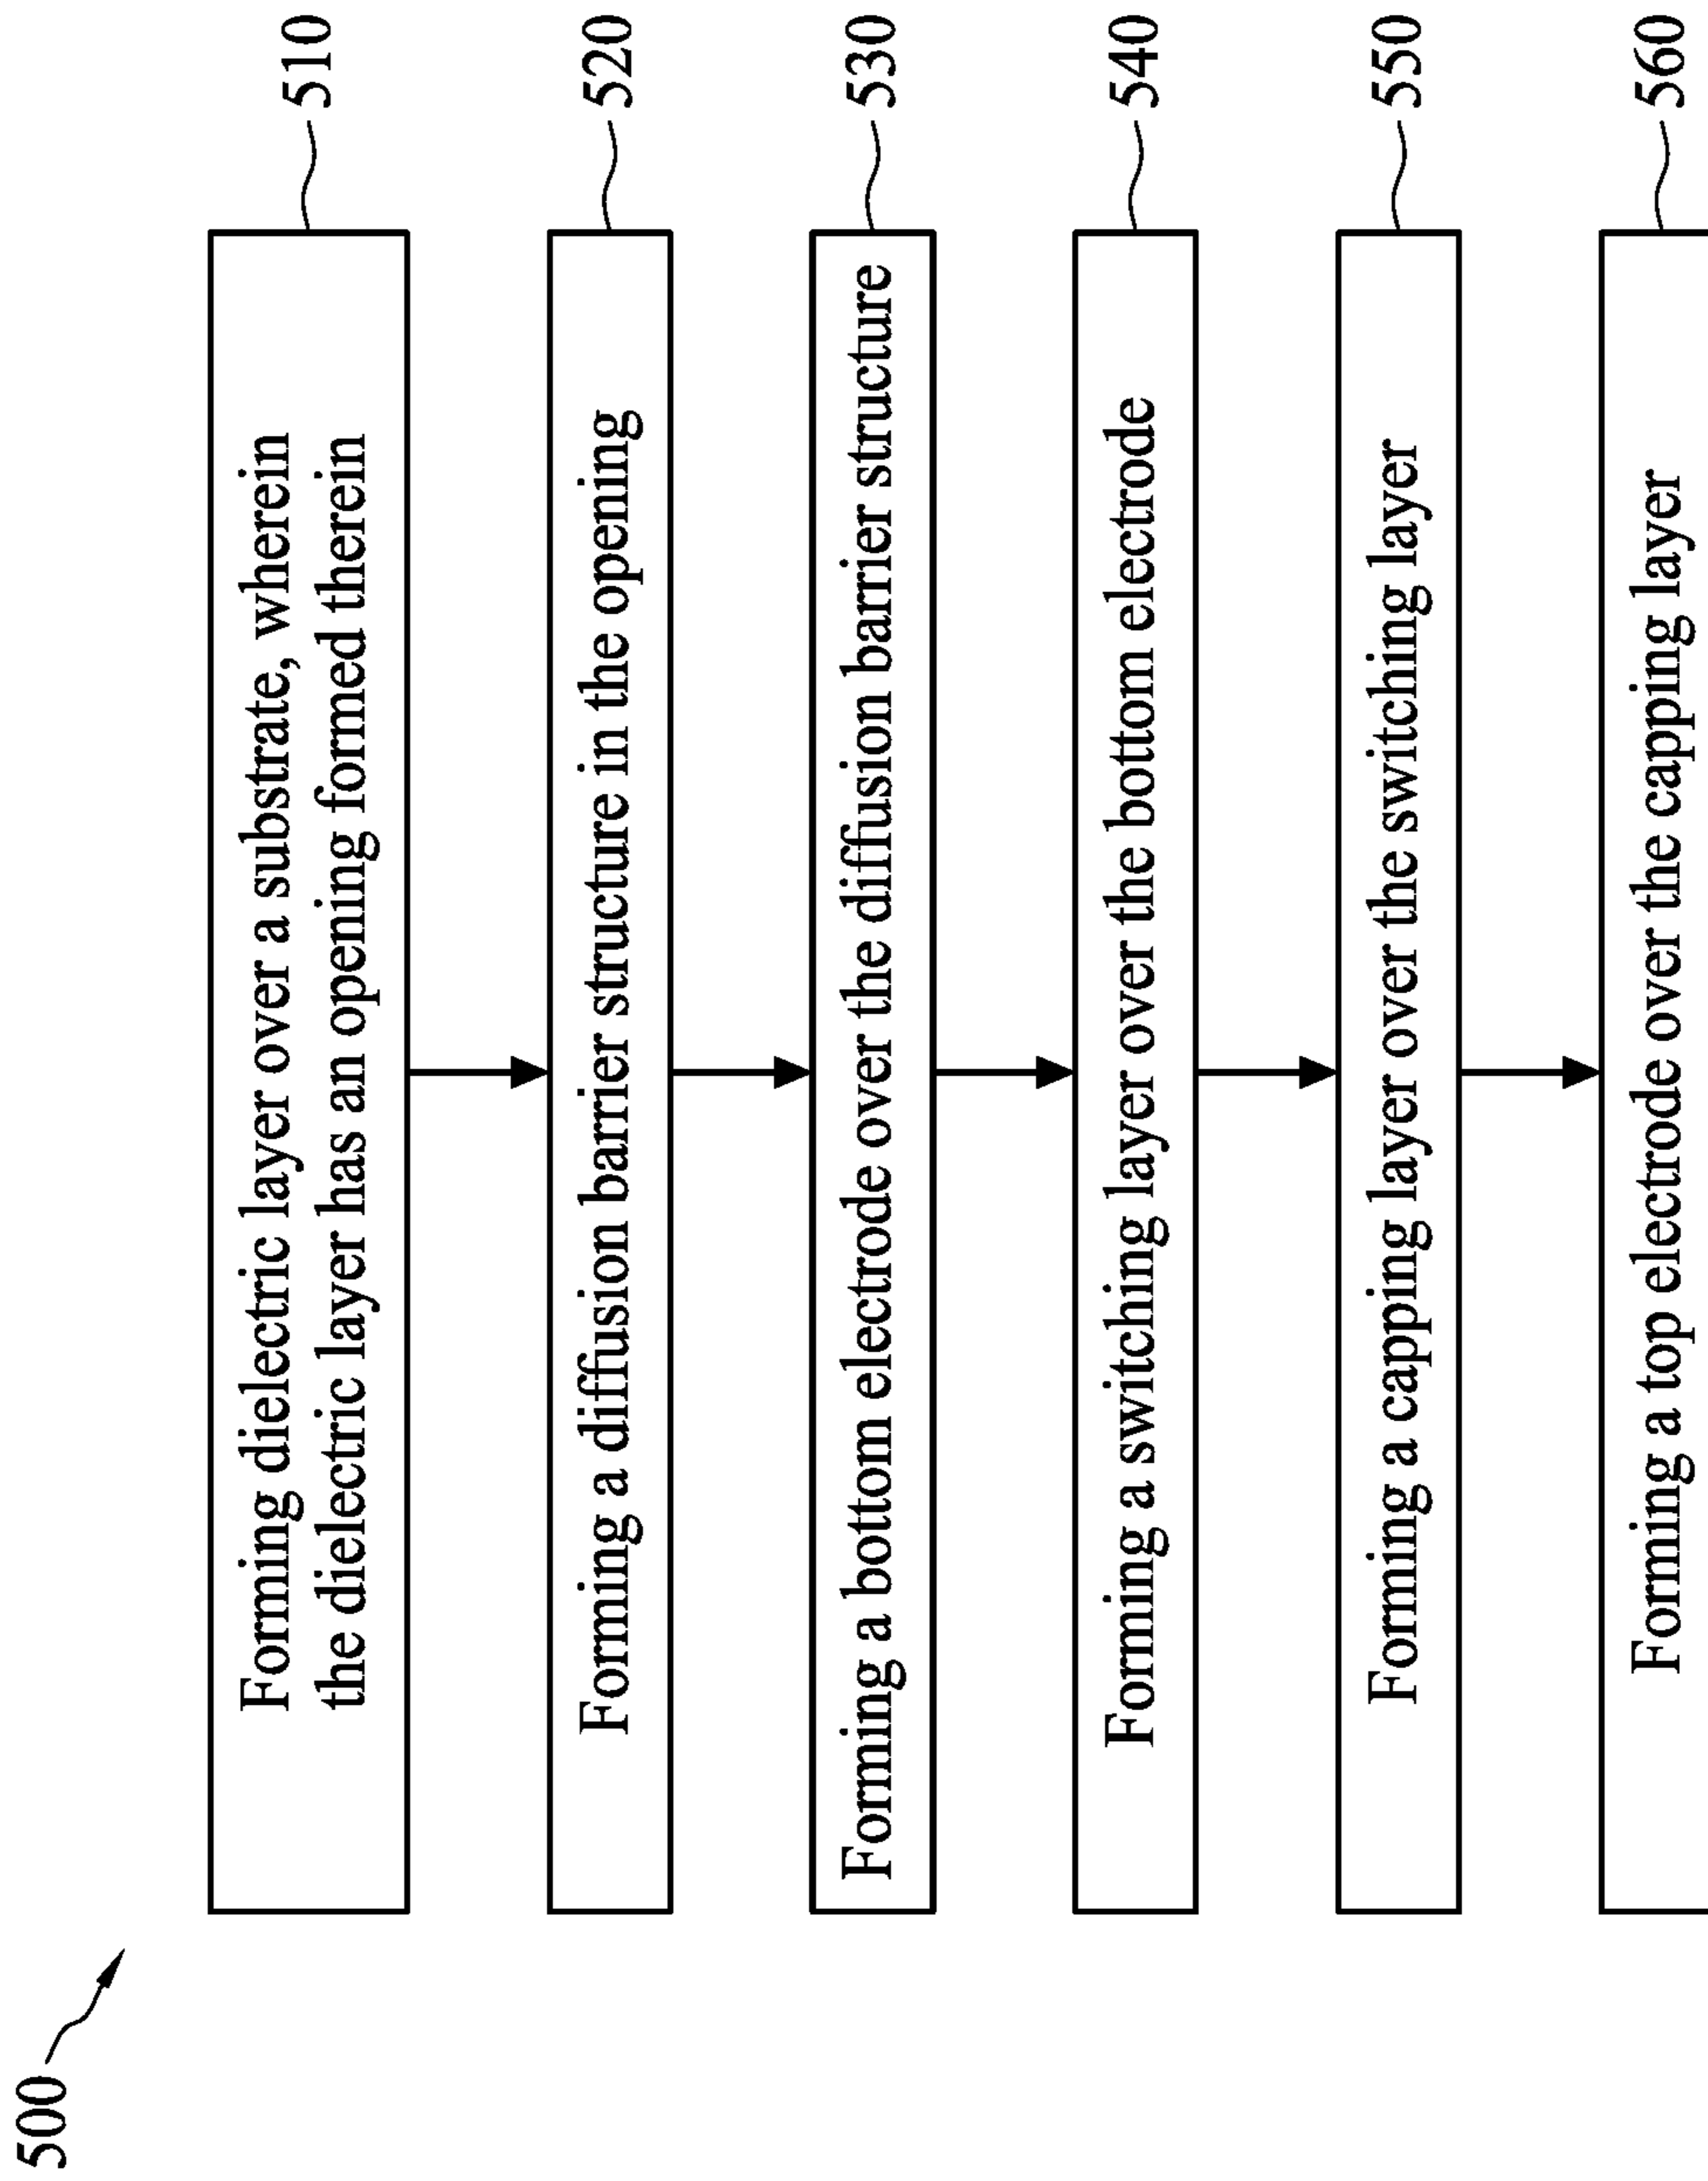 500
Forming dielectric layer over a substrate, wherein
the dielectric layer has an opening formed therein
510
Forming a diffusion barrier structure in the opening
520
Forming a bottom electrode over the diffusion barrier structure
530
Forming a switching layer over the bottom electrode
540
Forming a capping layer over the switching layer
550
Forming a top electrode over the capping layer
560